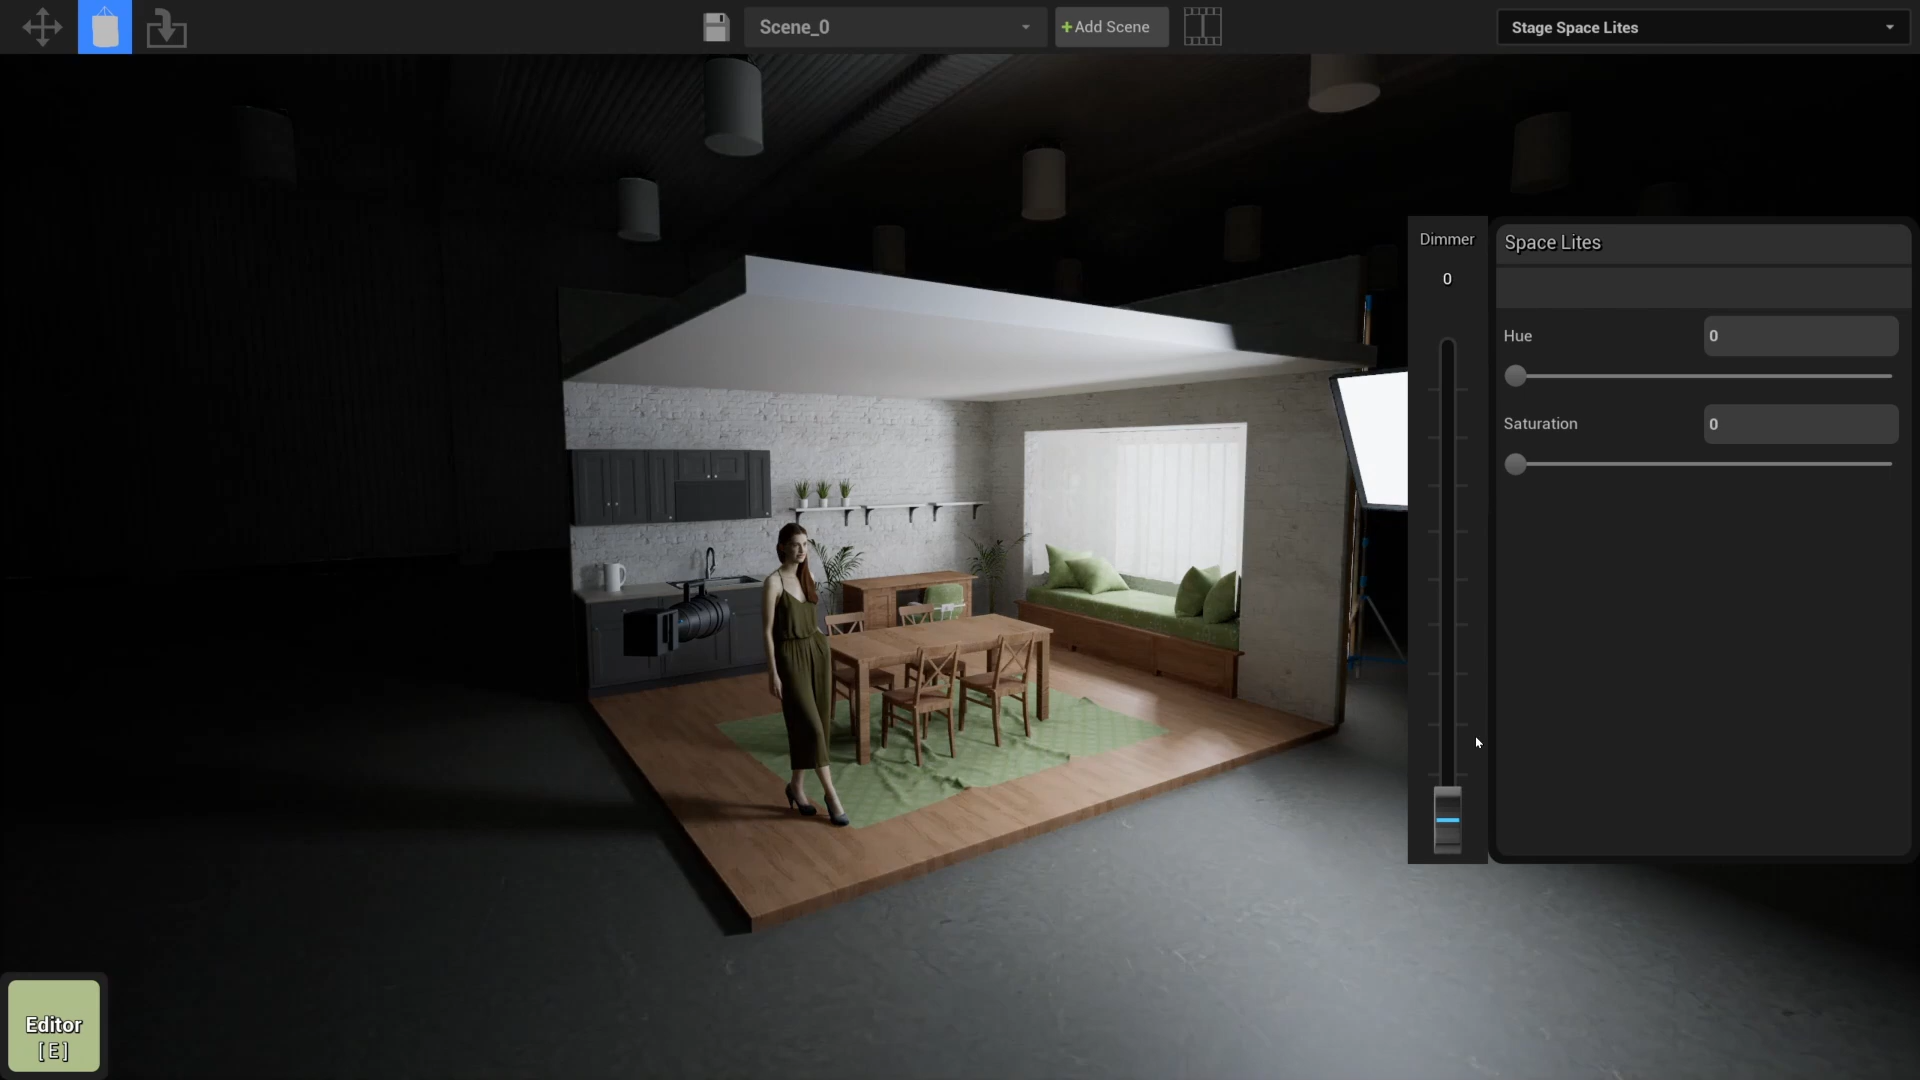 Scene_0
+Add Scene
Stage Space Lites
Dimmer
0
Space Lites
Hue
0
Saturation
0
Editor
[E]